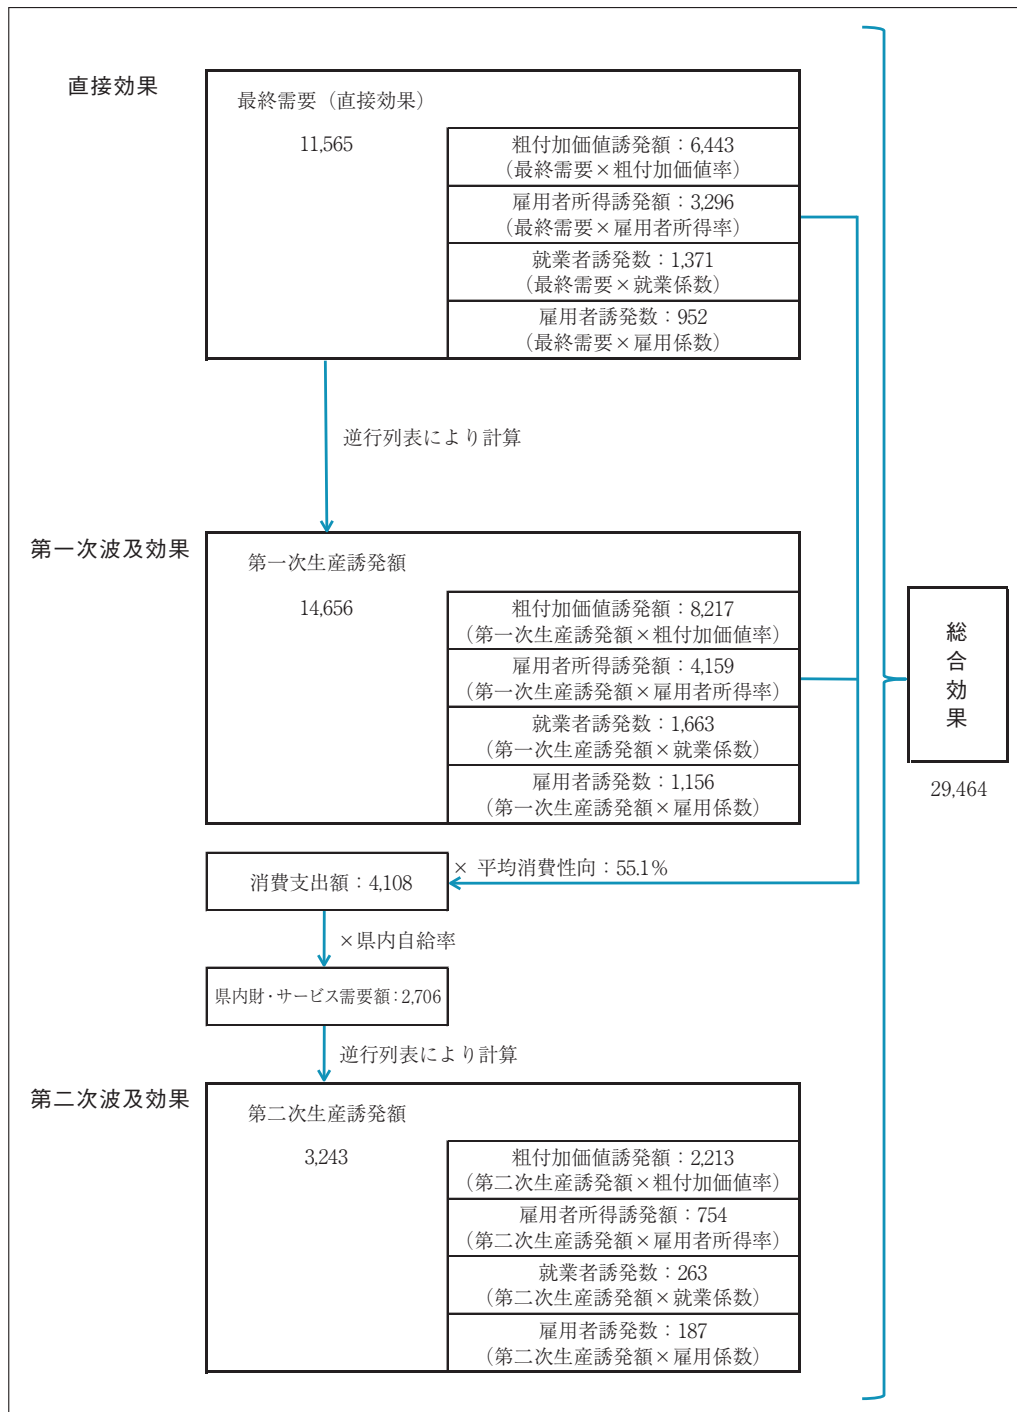 直接効果
最終需要（直接効果）
11,565
粗付加価値誘発額：6,443
（最終需要×粗付加価値率）
雇用者所得誘発額：3,296
（最終需要×雇用者所得率）
就業者誘発数：1,371
（最終需要×就業係数）
雇用者誘発数：952
（最終需要×雇用係数）
逆行列表により計算
第一次波及効果
第一次生産誘発額
14,656
粗付加価値誘発額：8,217
（第一次生産誘発額×粗付加価値率）
雇用者所得誘発額：4,159
（第一次生産誘発額×雇用者所得率）
就業者誘発数：1,663
（第一次生産誘発額×就業係数）
雇用者誘発数：1,156
（第一次生産誘発額×雇用係数）
総合効果
29,464
× 平均消費性向：55.1％
消費支出額：4,108
×県内自給率
県内財・サービス需要額：2,706
逆行列表により計算
第二次波及効果
第二次生産誘発額
3,243
粗付加価値誘発額：2,213
（第二次生産誘発額×粗付加価値率）
雇用者所得誘発額：754
（第二次生産誘発額×雇用者所得率）
就業者誘発数：263
（第二次生産誘発額×就業係数）
雇用者誘発数：187
（第二次生産誘発額×雇用係数）